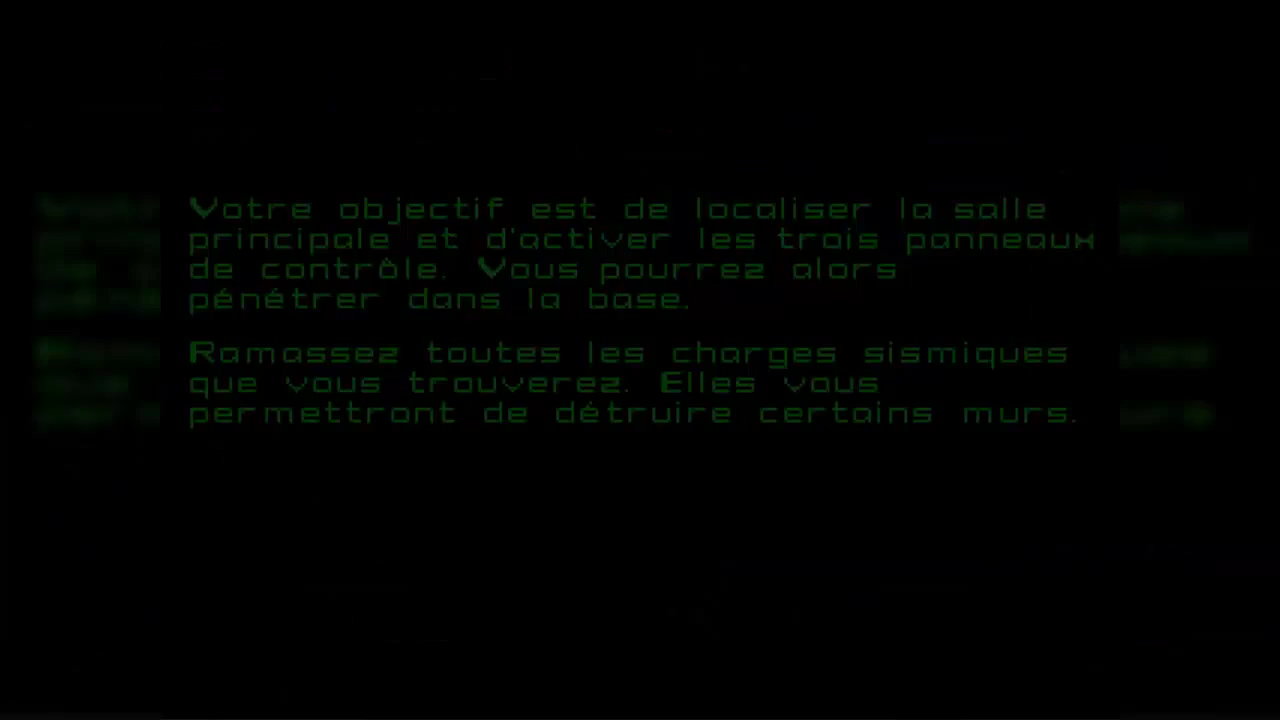 Votre objectif est de localiser la salle
principale et d'activer les trois panneaux
de contrôle. Vous pourrez alors
pénétrer dans la base.
Ramassez toutes les charges sismiques
que vous trouverez. Elles vous
permettront de détruire certains murs.